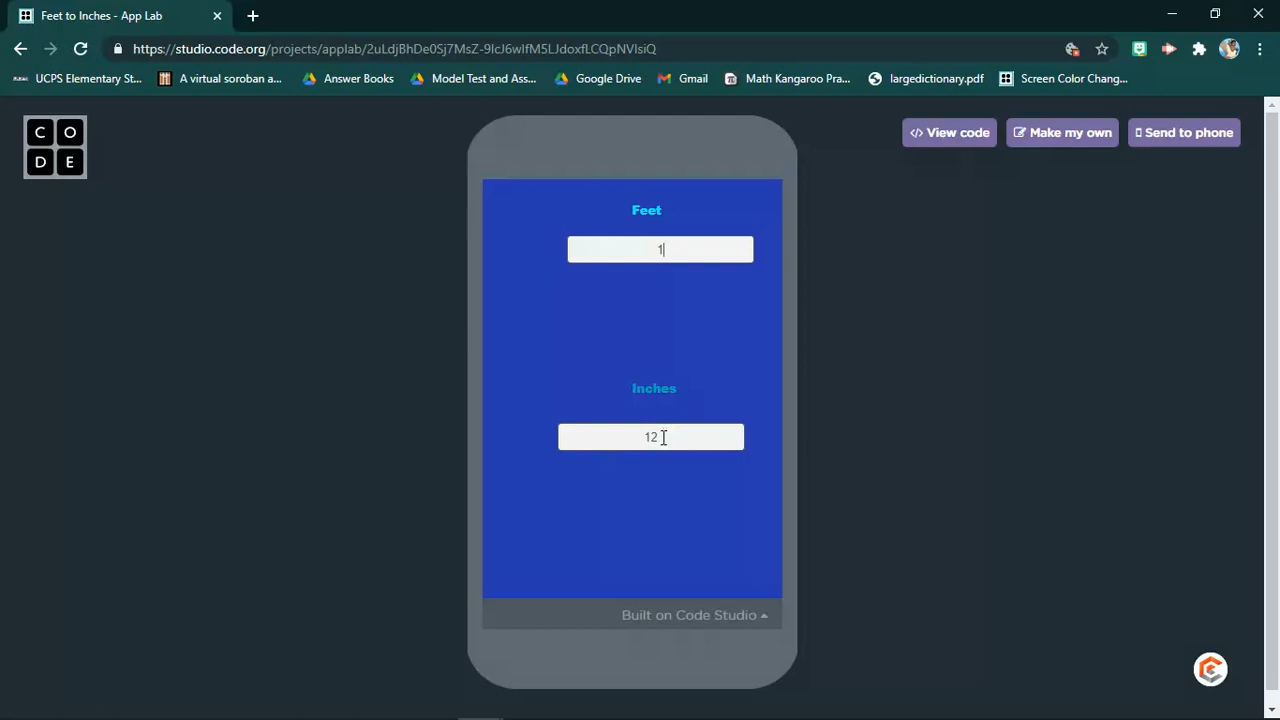 Feet to Inches - App Lab
https://studio.code.org/projects/applab/2uLdjBhDe0Sj7MsZ-9IcJ6wlfM5LJdoxfLCQpNVlsiQ
UCPS Elementary St... A virtual soroban a... Answer Books Model Test and Ass... Google Drive Gmail Math Kangaroo Pra... largedictionary.pdf Screen Color Chang...
C O
D E
View code Make my own Send to phone
Feet
1
Inches
12
Built on Code Studio